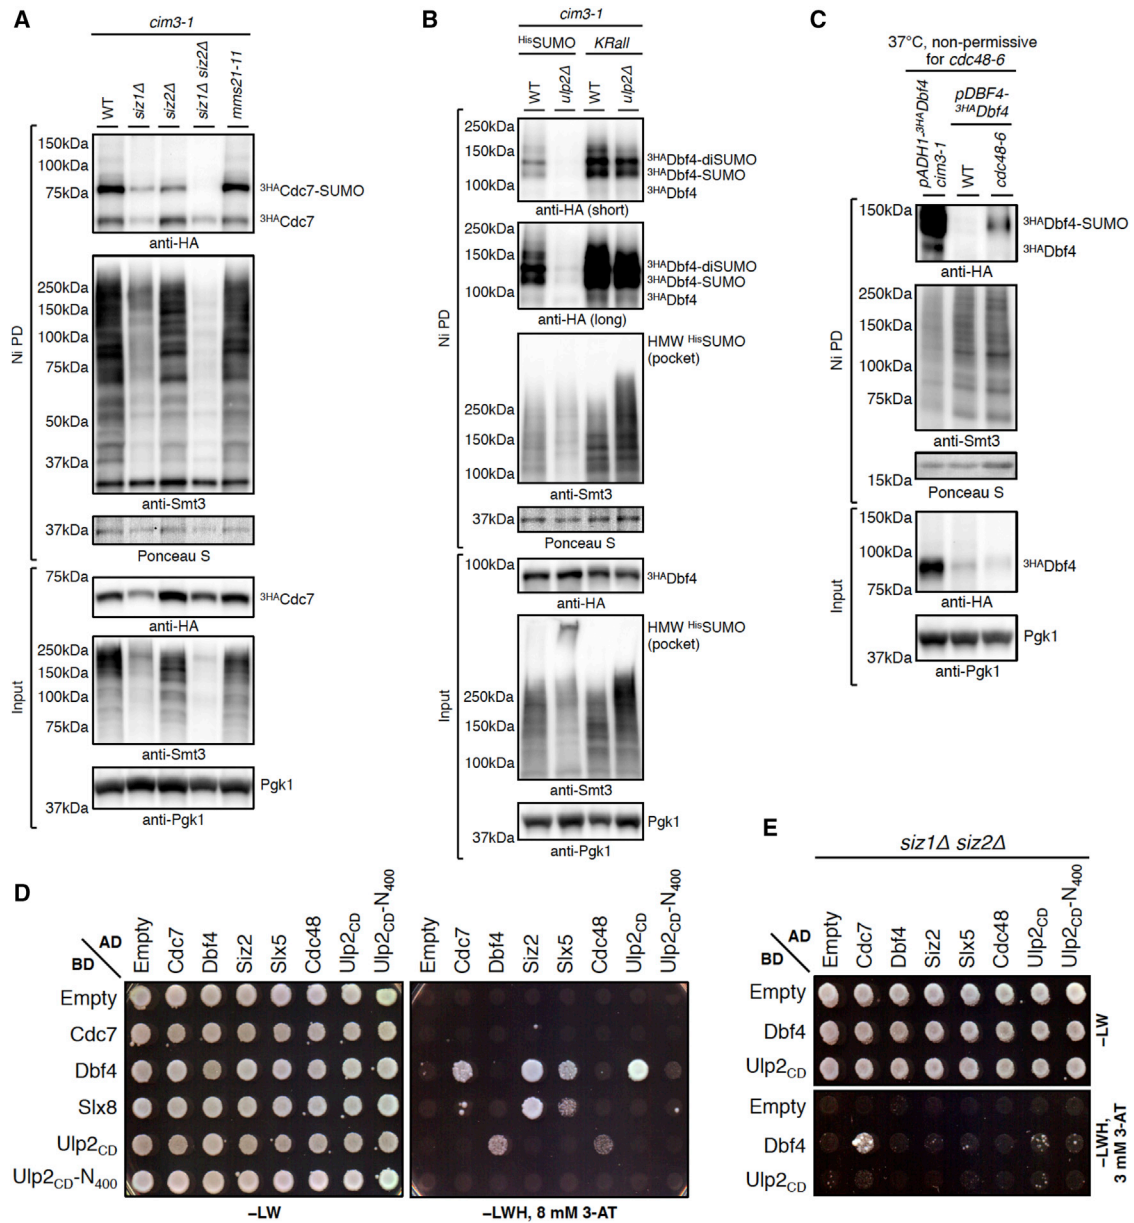 A
cim3-1
WT
siz1Δ
siz2Δ
siz1Δ siz2Δ
mms21-11
Ni PD
150kDa
100kDa
75kDa
3HACdc7-SUMO
3HACdc7
anti-HA
250kDa
150kDa
100kDa
75kDa
50kDa
37kDa
anti-Smt3
37kDa
Ponceau S
Input
75kDa
3HACdc7
anti-HA
250kDa
150kDa
100kDa
75kDa
anti-Smt3
Pgk1
37kDa
anti-Pgk1
B
cim3-1
HisSUMO
KRall
WT
ulp2Δ
WT
ulp2Δ
Ni PD
250kDa
150kDa
100kDa
3HADbf4-diSUMO
3HADbf4-SUMO
3HADbf4
anti-HA (short)
250kDa
150kDa
100kDa
3HADbf4-diSUMO
3HADbf4-SUMO
3HADbf4
anti-HA (long)
HMW HisSUMO
(pocket)
250kDa
150kDa
100kDa
anti-Smt3
37kDa
Ponceau S
Input
100kDa
3HADbf4
anti-HA
HMW HisSUMO
(pocket)
250kDa
150kDa
100kDa
anti-Smt3
Pgk1
37kDa
anti-Pgk1
C
37°C, non-permissive
for cdc48-6
pADH1-3HADbf4
cim3-1
pDBF4-
3HADbf4
WT
cdc48-6
Ni PD
150kDa
3HADbf4-SUMO
3HADbf4
anti-HA
250kDa
150kDa
100kDa
75kDa
anti-Smt3
15kDa
Ponceau S
Input
150kDa
100kDa
75kDa
3HADbf4
anti-HA
Pgk1
37kDa
anti-Pgk1
D
AD
BD
Empty
Cdc7
Dbf4
Siz2
Slx5
Cdc48
Ulp2CD
Ulp2CD-N400
Empty
Cdc7
Dbf4
Siz2
Slx5
Cdc48
Ulp2CD
Ulp2CD-N400
Empty
Cdc7
Dbf4
Slx8
Ulp2CD
Ulp2CD-N400
–LW
–LWH, 8 mM 3-AT
E
siz1Δ siz2Δ
AD
BD
Empty
Cdc7
Dbf4
Siz2
Slx5
Cdc48
Ulp2CD
Ulp2CD-N400
Empty
Dbf4
Ulp2CD
–LW
Empty
Dbf4
Ulp2CD
–LWH,
3 mM 3-AT